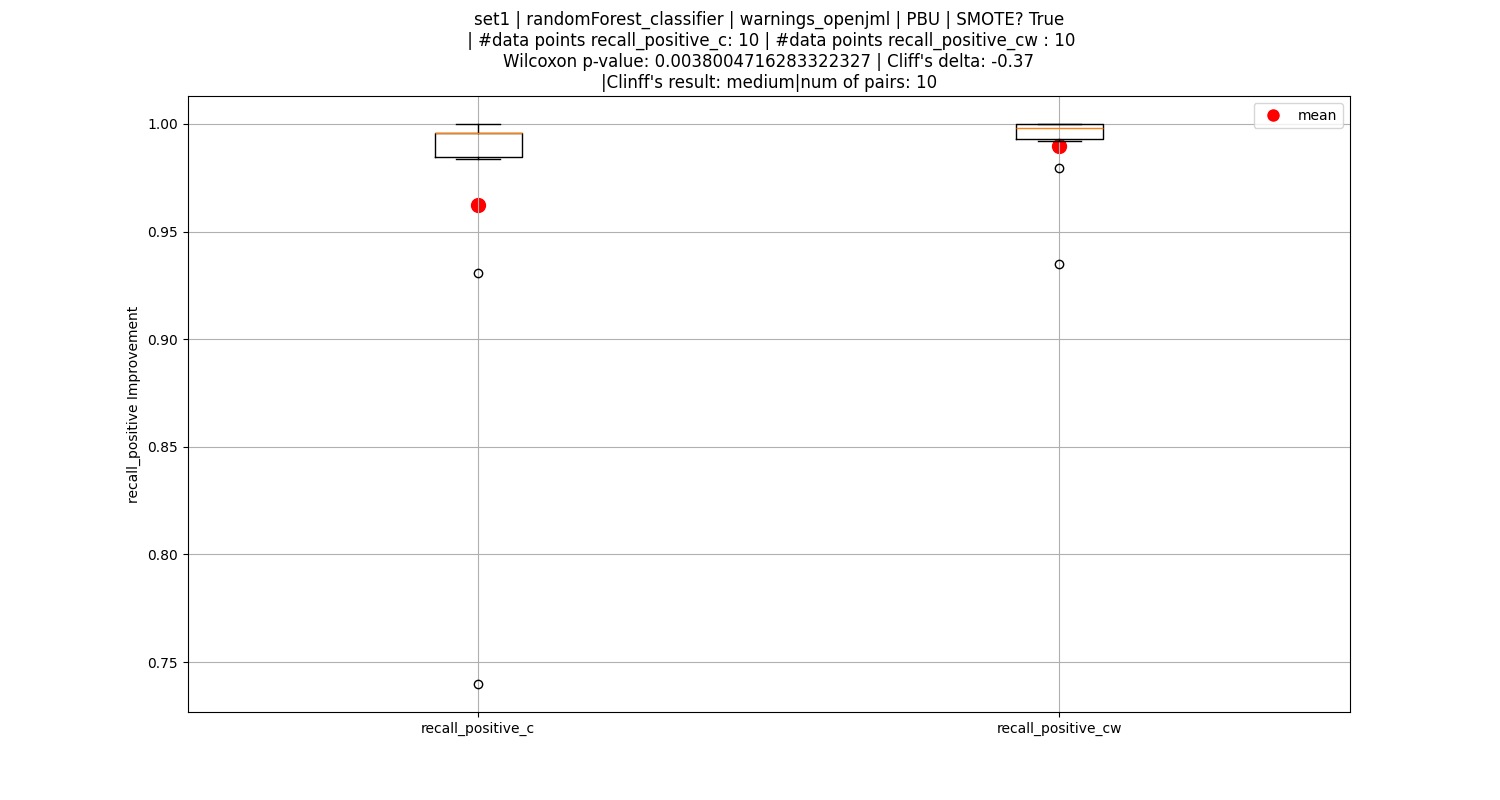 set1 | randomForest_classifier | warnings_openjml | PBU | SMOTE? True
| #data points recall_positive_c: 10 | #data points recall_positive_cw : 10
Wilcoxon p-value: 0.0038004716283322327 | Cliff's delta: -0.37
|Clinff's result: medium|num of pairs: 10
mean
1.00
0.95
0.90
0.85
0.80
0.75
recall_positive Improvement
recall_positive_c
recall_positive_cw